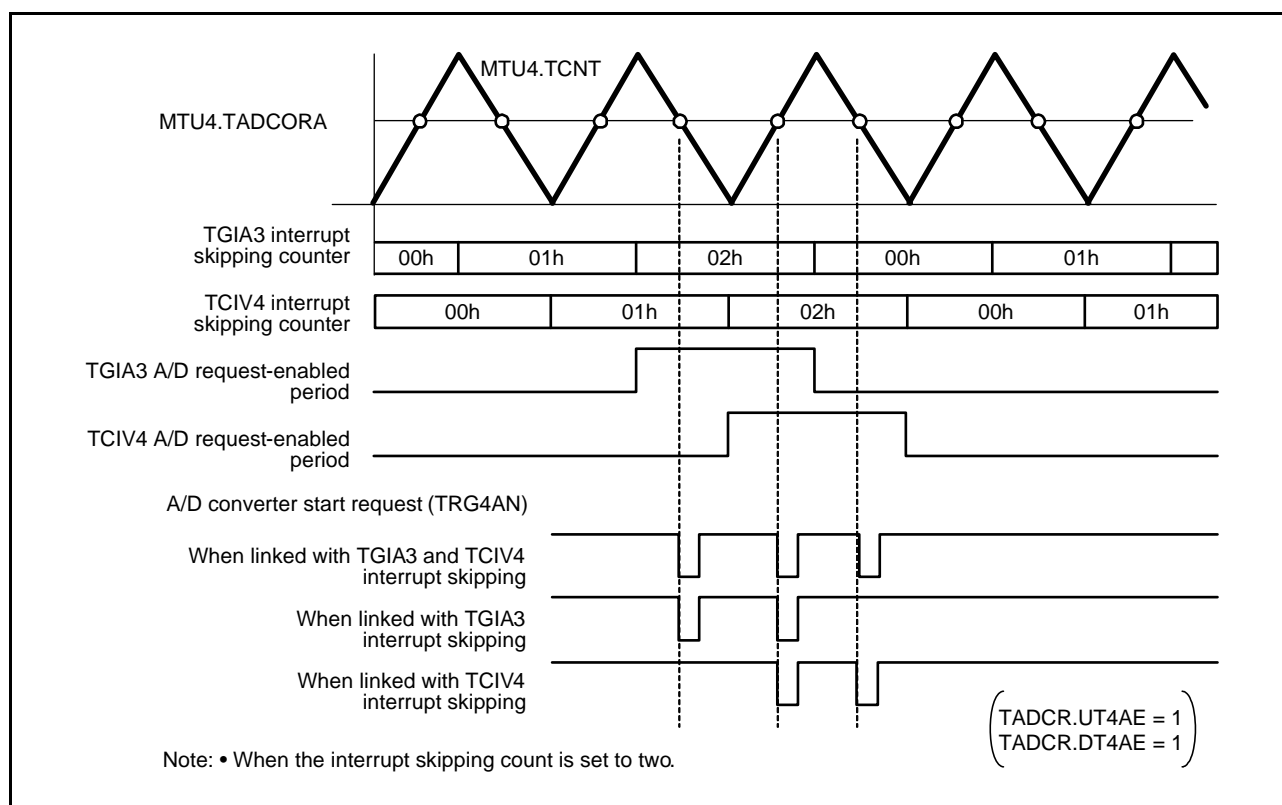 MTU4.TCNT
MTU4.TADCORA
TGIA3 interrupt
skipping counter
00h 01h 02h 00h 01h
TCIV4 interrupt
skipping counter
00h 01h 02h 00h 01h
TGIA3 A/D request-enabled
period
TCIV4 A/D request-enabled
period
A/D converter start request (TRG4AN)
When linked with TGIA3 and TCIV4
interrupt skipping
When linked with TGIA3
interrupt skipping
When linked with TCIV4
interrupt skipping
TADCR.UT4AE = 1
TADCR.DT4AE = 1
Note: • When the interrupt skipping count is set to two.